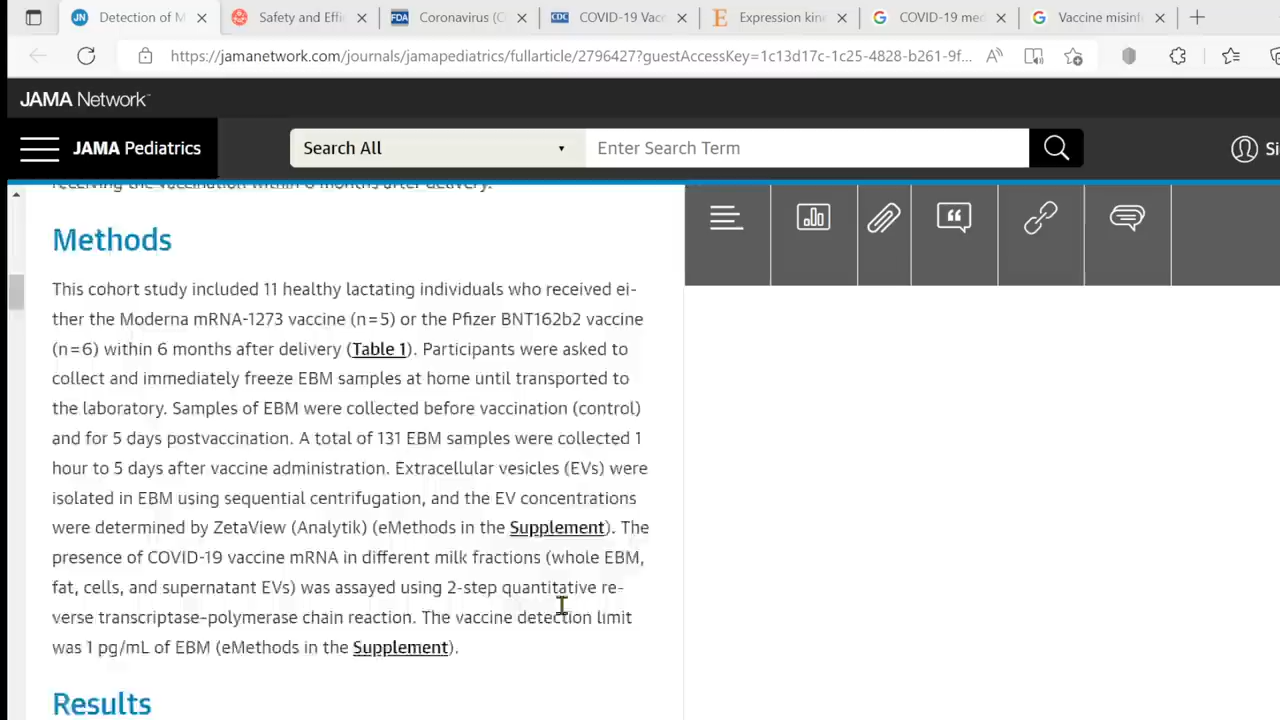 Detection of M
Safety and Effi
FDA
Coronavirus (C
CDC
COVID-19 Vac
Expression kin
COVID-19 med
Vaccine misinf
https://jamanetwork.com/journals/jamapediatrics/fullarticle/2796427?guestAccessKey=1c13d17c-1c25-4828-b261-9f...
JAMA Network
JAMA Pediatrics
Search All
Enter Search Term
Si
receiving the vaccination within 6 months after delivery.
Methods
This cohort study included 11 healthy lactating individuals who received ei-
ther the Moderna mRNA-1273 vaccine (n=5) or the Pfizer BNT162b2 vaccine
(n=6) within 6 months after delivery (Table 1). Participants were asked to
collect and immediately freeze EBM samples at home until transported to
the laboratory. Samples of EBM were collected before vaccination (control)
and for 5 days postvaccination. A total of 131 EBM samples were collected 1
hour to 5 days after vaccine administration. Extracellular vesicles (EVs) were
isolated in EBM using sequential centrifugation, and the EV concentrations
were determined by ZetaView (Analytik) (eMethods in the Supplement). The
presence of COVID-19 vaccine mRNA in different milk fractions (whole EBM,
fat, cells, and supernatant EVs) was assayed using 2-step quantitative re-
verse transcriptase–polymerase chain reaction. The vaccine detection limit
was 1 pg/mL of EBM (eMethods in the Supplement).
Results